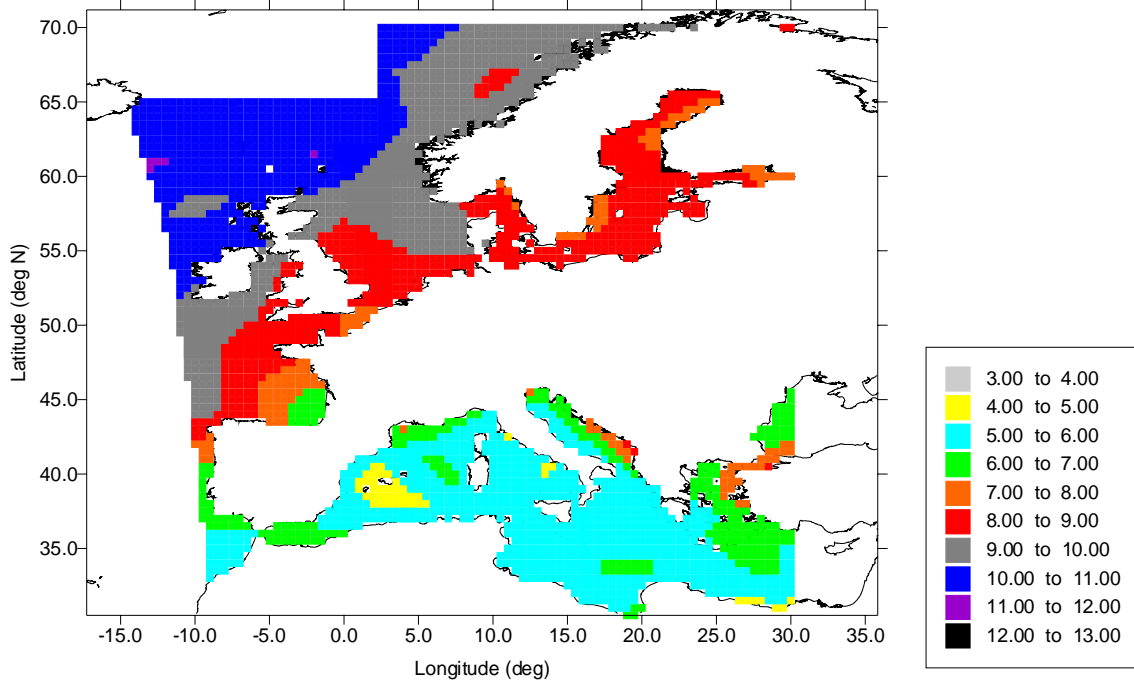 70.0
65.0
60.0
55.0
50.0
45.0
40.0
35.0
Latitude (deg N)
-15.0 -10.0 -5.0 0.0 5.0 10.0 15.0 20.0 25.0 30.0 35.0
Longitude (deg)
3.00 to 4.00
4.00 to 5.00
5.00 to 6.00
6.00 to 7.00
7.00 to 8.00
8.00 to 9.00
9.00 to 10.00
10.00 to 11.00
11.00 to 12.00
12.00 to 13.00